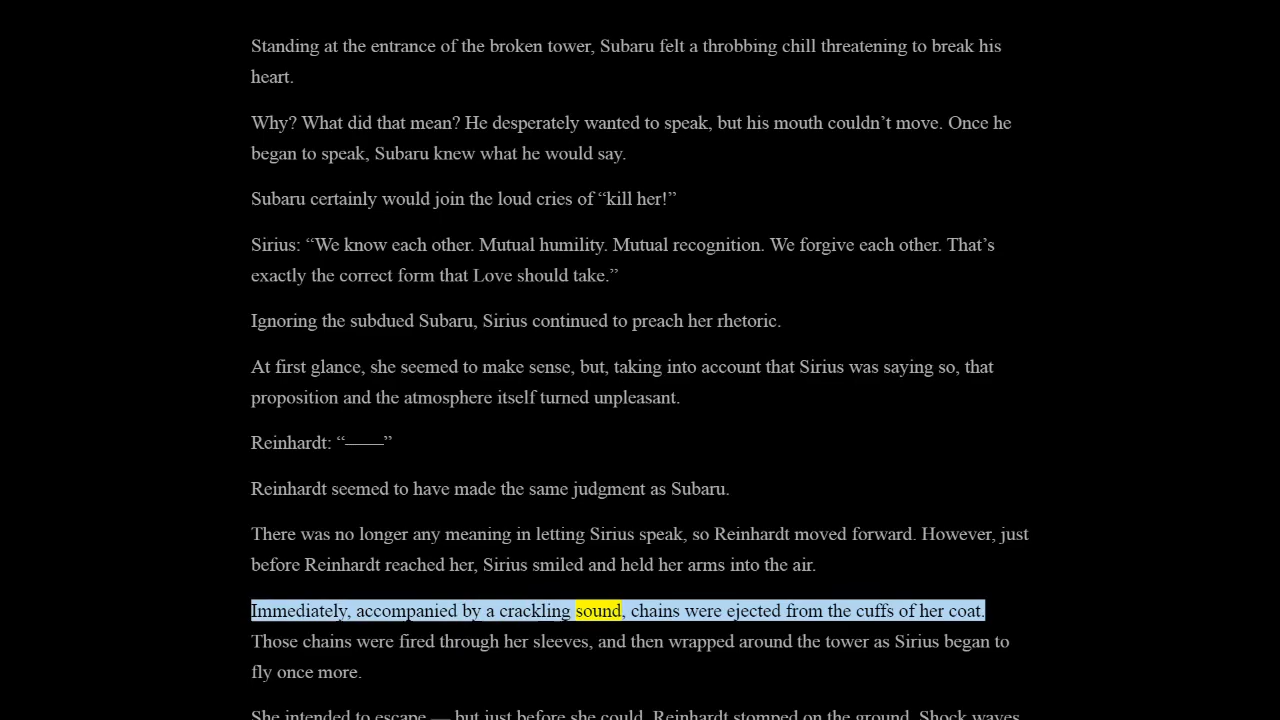 Standing at the entrance of the broken tower, Subaru felt a throbbing chill threatening to break his
heart.
Why? What did that mean? He desperately wanted to speak, but his mouth couldn’t move. Once he
began to speak, Subaru knew what he would say.
Subaru certainly would join the loud cries of “kill her!”
Sirius: “We know each other. Mutual humility. Mutual recognition. We forgive each other. That’s
exactly the correct form that Love should take.”
Ignoring the subdued Subaru, Sirius continued to preach her rhetoric.
At first glance, she seemed to make sense, but, taking into account that Sirius was saying so, that
proposition and the atmosphere itself turned unpleasant.
Reinhardt: “——”
Reinhardt seemed to have made the same judgment as Subaru.
There was no longer any meaning in letting Sirius speak, so Reinhardt moved forward. However, just
before Reinhardt reached her, Sirius smiled and held her arms into the air.
Immediately, accompanied by a crackling sound, chains were ejected from the cuffs of her coat.
Those chains were fired through her sleeves, and then wrapped around the tower as Sirius began to
fly once more.
She intended to escape — but just before she could, Reinhardt stomped on the ground. Shock waves